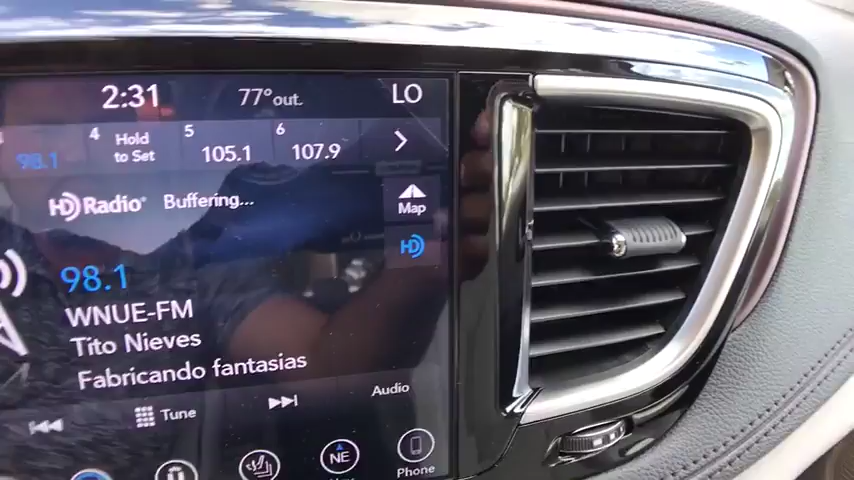 2:31 77° out. LO
98.1
4 Hold to Set
5 105.1
6 107.9
HD Radio Buffering...
Map
HD
98.1
WNUE-FM
Tito Nieves
Fabricando fantasias
Tune
Audio
NE
Phone